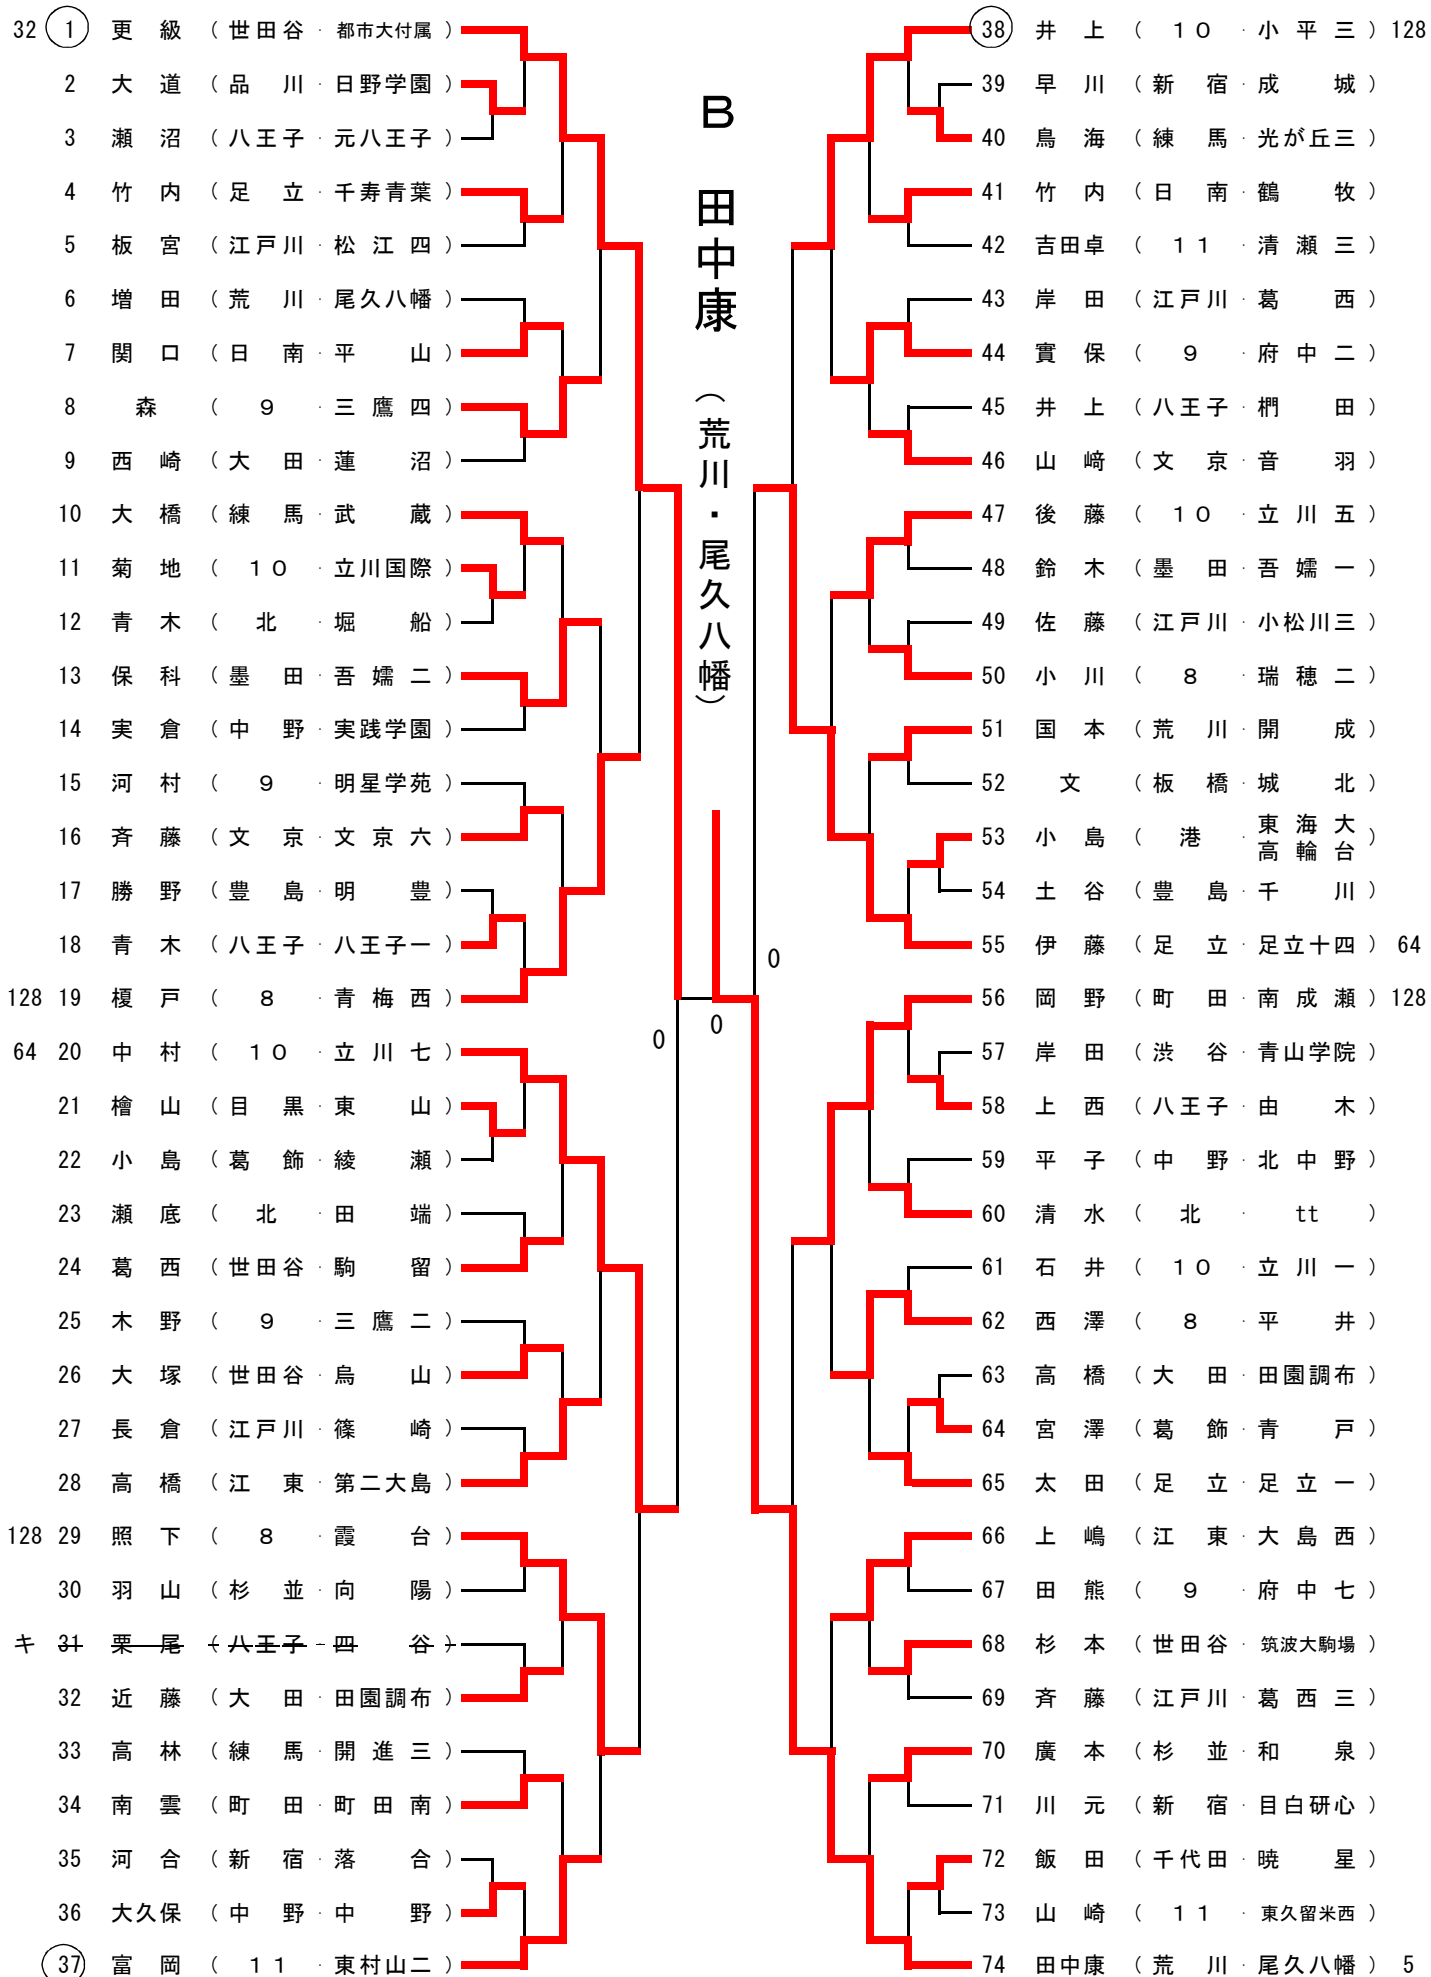 32 1 更級 (世田谷・都市大付属)
2 大道 (品川・日野学園)
3 瀬沼 (八王子・元八王子)
4 竹内 (足立・千寿青葉)
5 板宮 (江戸川・松江四)
6 増田 (荒川・尾久八幡)
7 関口 (日南・平山)
8 森 (9・三鷹四)
9 西崎 (大田・蓮沼)
10 大橋 (練馬・武蔵)
11 菊地 (10・立川国際)
12 青木 (北・堀船)
13 保科 (墨田・吾嬬二)
14 実倉 (中野・実践学園)
15 河村 (9・明星学苑)
16 斉藤 (文京・文京六)
17 勝野 (豊島・明豊)
18 青木 (八王子・八王子一)
128 19 榎戸 (8・青梅西)
64 20 中村 (10・立川七)
21 檜山 (目黒・東山)
22 小島 (葛飾・綾瀬)
23 瀬底 (北・田端)
24 葛西 (世田谷・駒留)
25 木野 (9・三鷹二)
26 大塚 (世田谷・烏山)
27 長倉 (江戸川・篠崎)
28 高橋 (江東・第二大島)
128 29 照下 (8・霞台)
30 羽山 (杉並・向陽)
キ 31 栗尾 (八王子・四谷)
32 近藤 (大田・田園調布)
33 高林 (練馬・開進三)
34 南雲 (町田・町田南)
35 河合 (新宿・落合)
36 大久保 (中野・中野)
37 富岡 (11・東村山二)
B 田中康 (荒川・尾久八幡)
0
0
0
38 井上 (10・小平三) 128
39 早川 (新宿・成城)
40 鳥海 (練馬・光が丘三)
41 竹内 (日南・鶴牧)
42 吉田卓 (11・清瀬三)
43 岸田 (江戸川・葛西)
44 實保 (9・府中二)
45 井上 (八王子・椚田)
46 山﨑 (文京・音羽)
47 後藤 (10・立川五)
48 鈴木 (墨田・吾嬬一)
49 佐藤 (江戸川・小松川三)
50 小川 (8・瑞穂二)
51 国本 (荒川・開成)
52 文 (板橋・城北)
53 小島 (港・東海大高輪台)
54 土谷 (豊島・千川)
55 伊藤 (足立・足立十四) 64
56 岡野 (町田・南成瀬) 128
57 岸田 (渋谷・青山学院)
58 上西 (八王子・由木)
59 平子 (中野・北中野)
60 清水 (北・tt)
61 石井 (10・立川一)
62 西澤 (8・平井)
63 高橋 (大田・田園調布)
64 宮澤 (葛飾・青戸)
65 太田 (足立・足立一)
66 上嶋 (江東・大島西)
67 田熊 (9・府中七)
68 杉本 (世田谷・筑波大駒場)
69 斉藤 (江戸川・葛西三)
70 廣本 (杉並・和泉)
71 川元 (新宿・目白研心)
72 飯田 (千代田・暁星)
73 山崎 (11・東久留米西)
74 田中康 (荒川・尾久八幡) 5